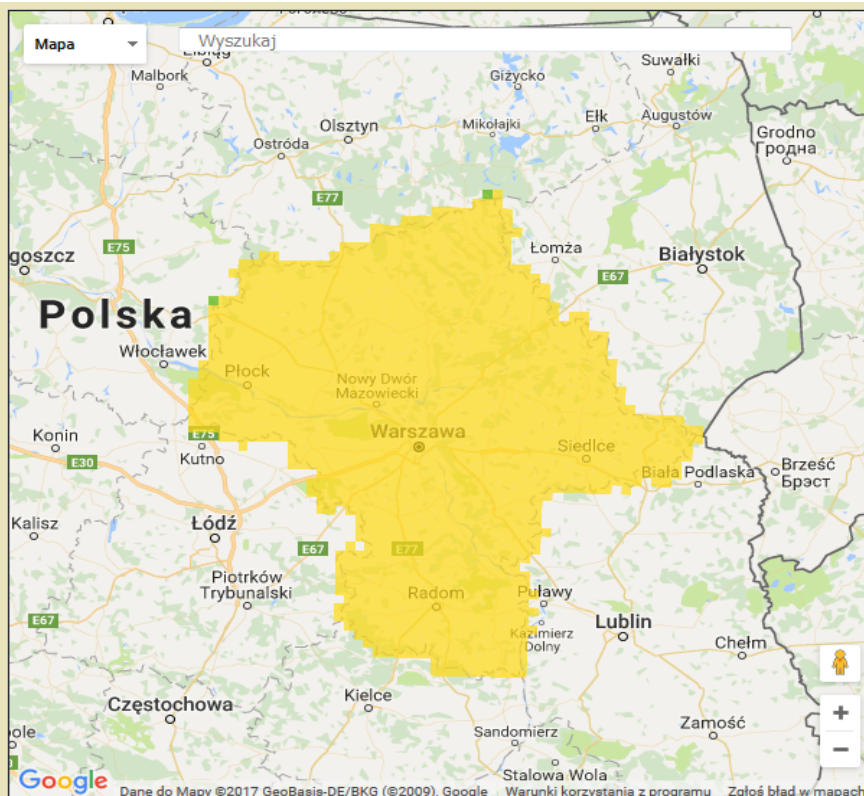 Mapa
Wyszukaj
Elbląg
Malbork
Suwałki
Giżycko
Olsztyn
Mikołajki
Ełk
Augustów
Ostróda
Grodno
Гродна
E77
E75
Łomża
Białystok
goszcz
E67
Polska
Włocławek
Płock
Nowy Dwór
Mazowiecki
Warszawa
Siedlce
Konin
E75
Kutno
E30
Biała Podlaska
Brześć
Брэст
Kalisz
Łódź
E67
E77
Piotrków
Trybunalski
Radom
Puławy
Kazimierz
Dolny
E67
Lublin
Chełm
Kielce
Częstochowa
Zamość
Sandomierz
ole
Stalowa Wola
Google
Dane do Mapy ©2017 GeoBasis-DE/BKG (©2009), Google
Warunki korzystania z programu
Zgłoś błąd w mapach